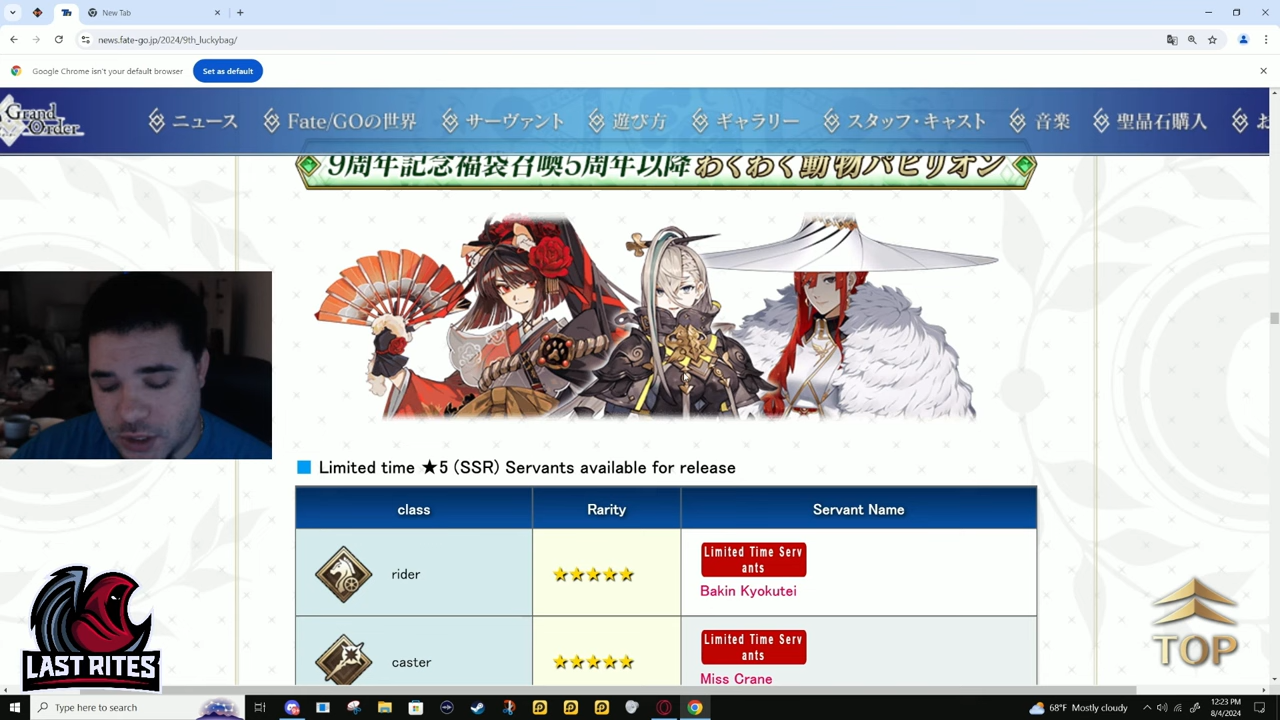 New Tab
news.fate-go.jp/2024/9th_luckybag/
Google Chrome isn't your default browser
Set as default
Grand Order
ニュース
Fate/GOの世界
サーヴァント
遊び方
ギャラリー
スタッフ・キャスト
音楽
聖晶石購入
お
9周年記念福袋召喚5周年以降 わくわく動物パビリオン
Limited time ★5 (SSR) Servants available for release
class
Rarity
Servant Name
rider
★★★★★
Limited Time Serv
ants
Bakin Kyokutei
caster
★★★★★
Limited Time Serv
ants
Miss Crane
TOP
LAST RITES
Type here to search
68°F Mostly cloudy
12:23 PM
8/4/2024